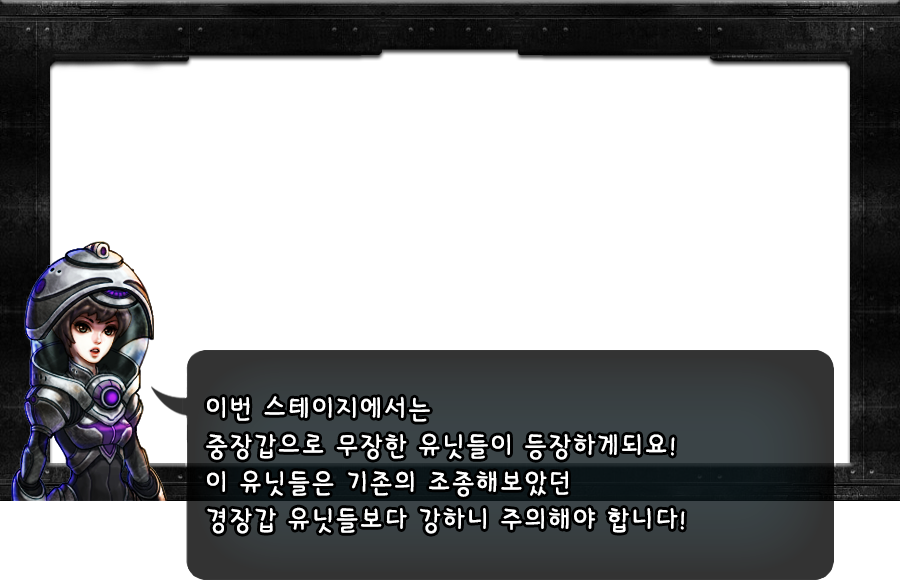 이번 스테이지에서는
중장갑으로 무장한 유닛들이 등장하게되요!
이 유닛들은 기존의 조종해보았던
경장갑 유닛들보다 강하니 주의해야 합니다!